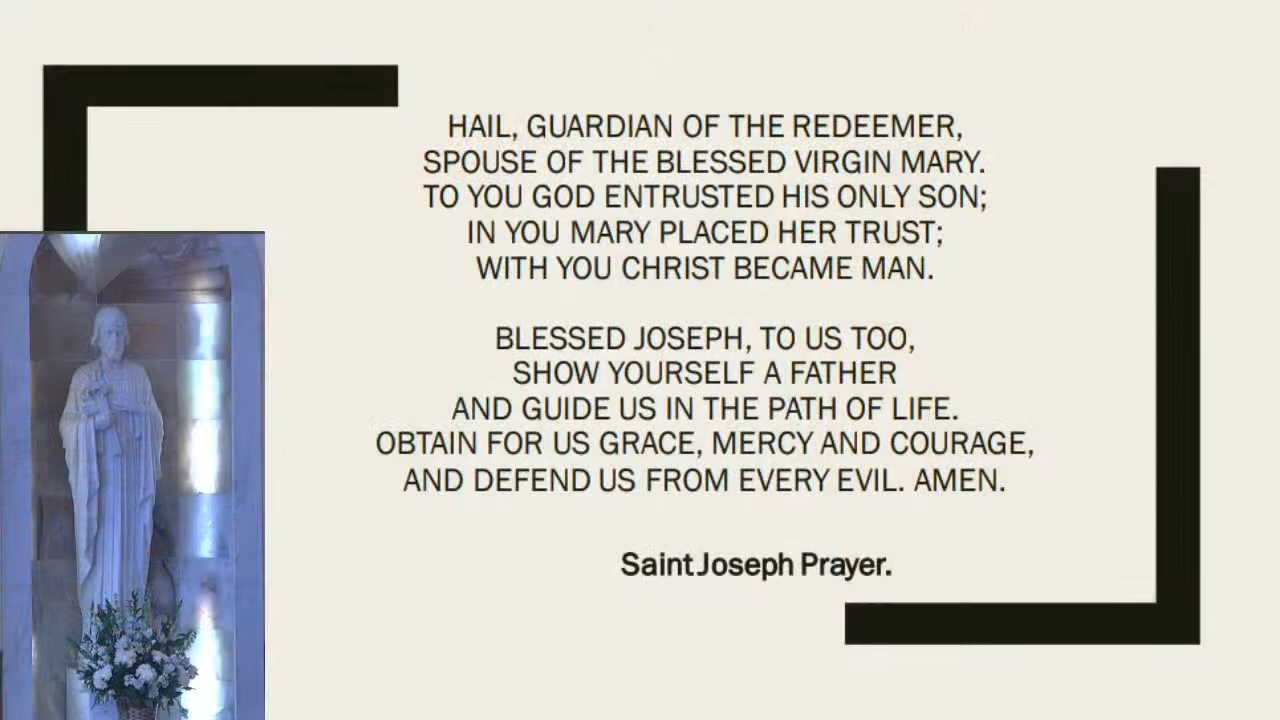 HAIL, GUARDIAN OF THE REDEEMER,
SPOUSE OF THE BLESSED VIRGIN MARY.
TO YOU GOD ENTRUSTED HIS ONLY SON;
IN YOU MARY PLACED HER TRUST;
WITH YOU CHRIST BECAME MAN.
BLESSED JOSEPH, TO US TOO,
SHOW YOURSELF A FATHER
AND GUIDE US IN THE PATH OF LIFE.
OBTAIN FOR US GRACE, MERCY AND COURAGE,
AND DEFEND US FROM EVERY EVIL. AMEN.
Saint Joseph Prayer.